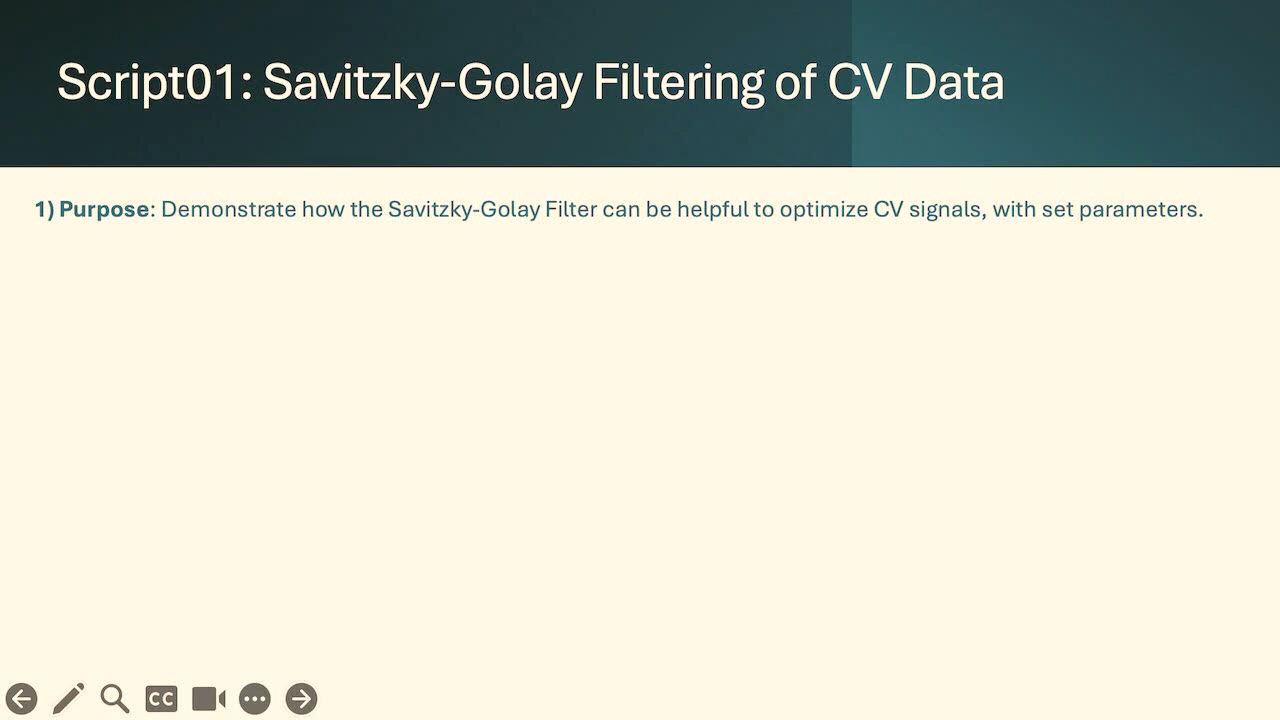 Script01: Savitzky-Golay Filtering of CV Data
1) Purpose: Demonstrate how the Savitzky-Golay Filter can be helpful to optimize CV signals, with set parameters.
CC